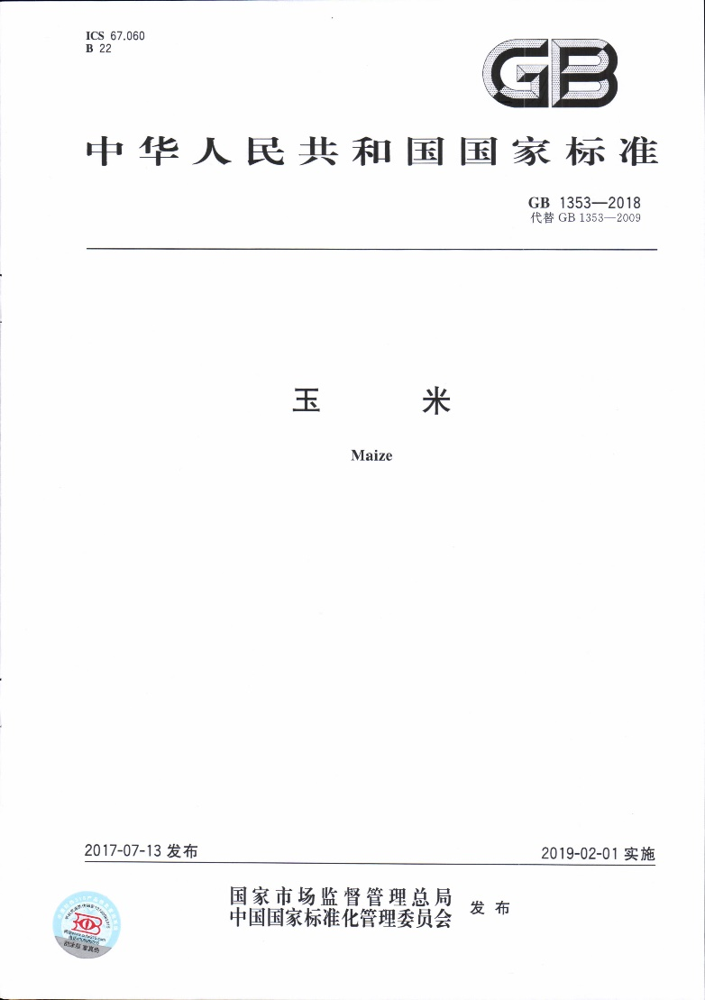 ICS 67.060
B 22
GB
中华人民共和国国家标准
GB 1353—2018
代替 GB 1353—2009
玉 米
Maize
2017-07-13 发布
2019-02-01 实施
国家市场监督管理总局
中国国家标准化管理委员会
发布